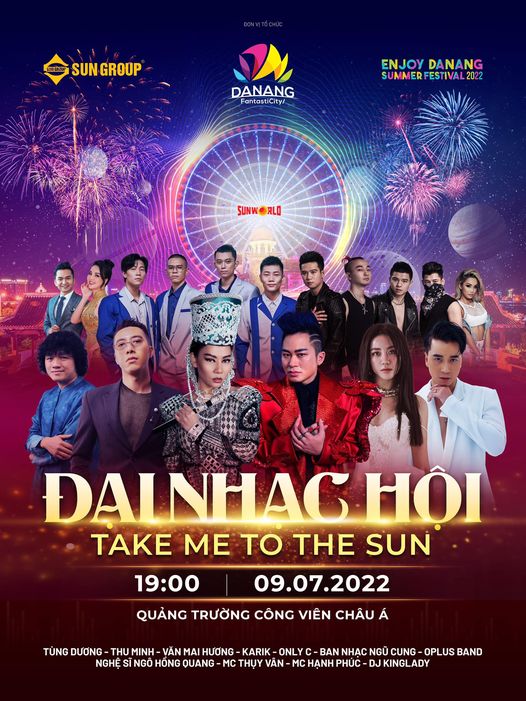 ĐƠN VỊ TỔ CHỨC
SUN GROUP
DANANG
FantastiCity!
ENJOY DANANG
SUMMER FESTIVAL 2022
SUNWORLD
ĐẠI NHẠC HỘI
TAKE ME TO THE SUN
19:00 | 09.07.2022
QUẢNG TRƯỜNG CÔNG VIÊN CHÂU Á
TÙNG DƯƠNG – THU MINH – VĂN MAI HƯƠNG – KARIK – ONLY C – BAN NHẠC NGŨ CUNG – OPLUS BAND
NGHỆ SĨ NGÔ HỒNG QUANG – MC THỤY VÂN – MC HẠNH PHÚC – DJ KINGLADY